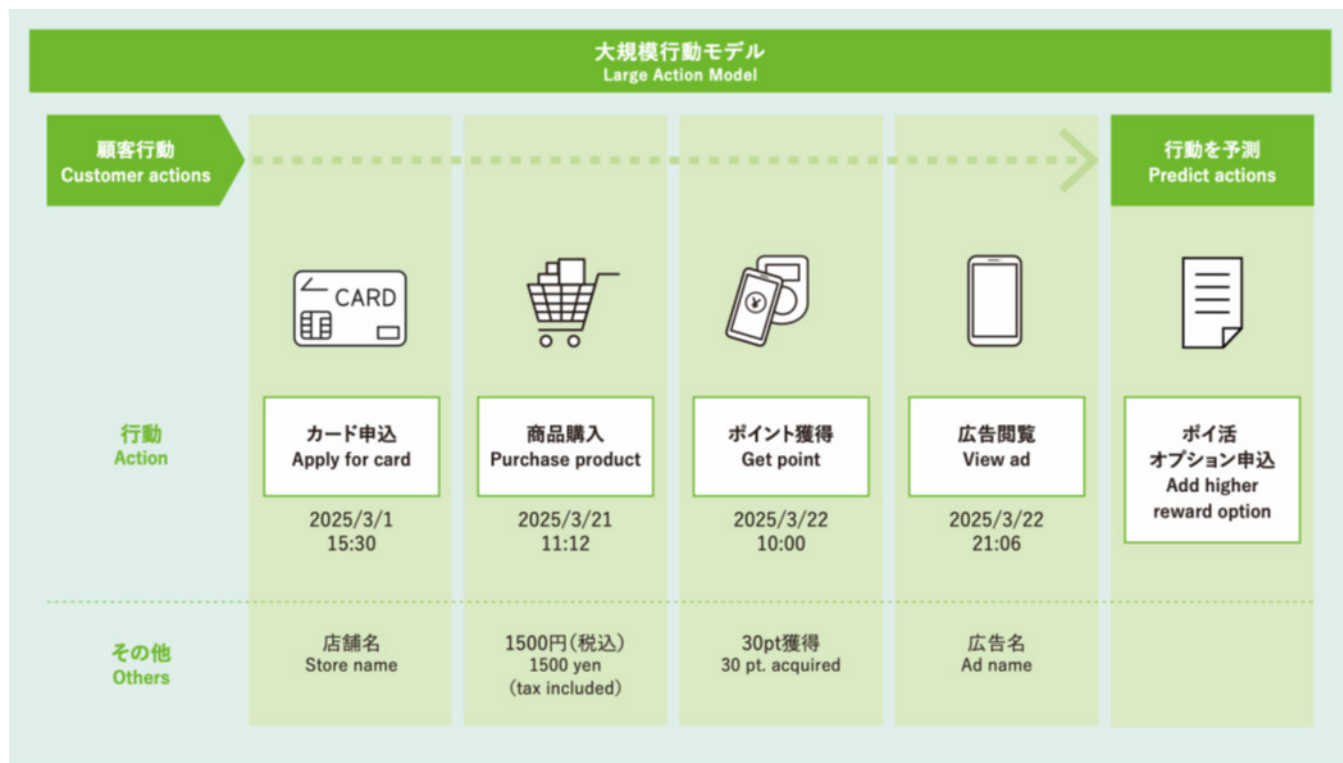 大規模行動モデル
Large Action Model
顧客行動
Customer actions
行動を予測
Predict actions
CARD
¥
行動
Action
カード申込
Apply for card
2025/3/1
15:30
商品購入
Purchase product
2025/3/21
11:12
ポイント獲得
Get point
2025/3/22
10:00
広告閲覧
View ad
2025/3/22
21:06
ポイ活
オプション申込
Add higher
reward option
その他
Others
店舗名
Store name
1500円(税込)
1500 yen
(tax included)
30pt獲得
30 pt. acquired
広告名
Ad name